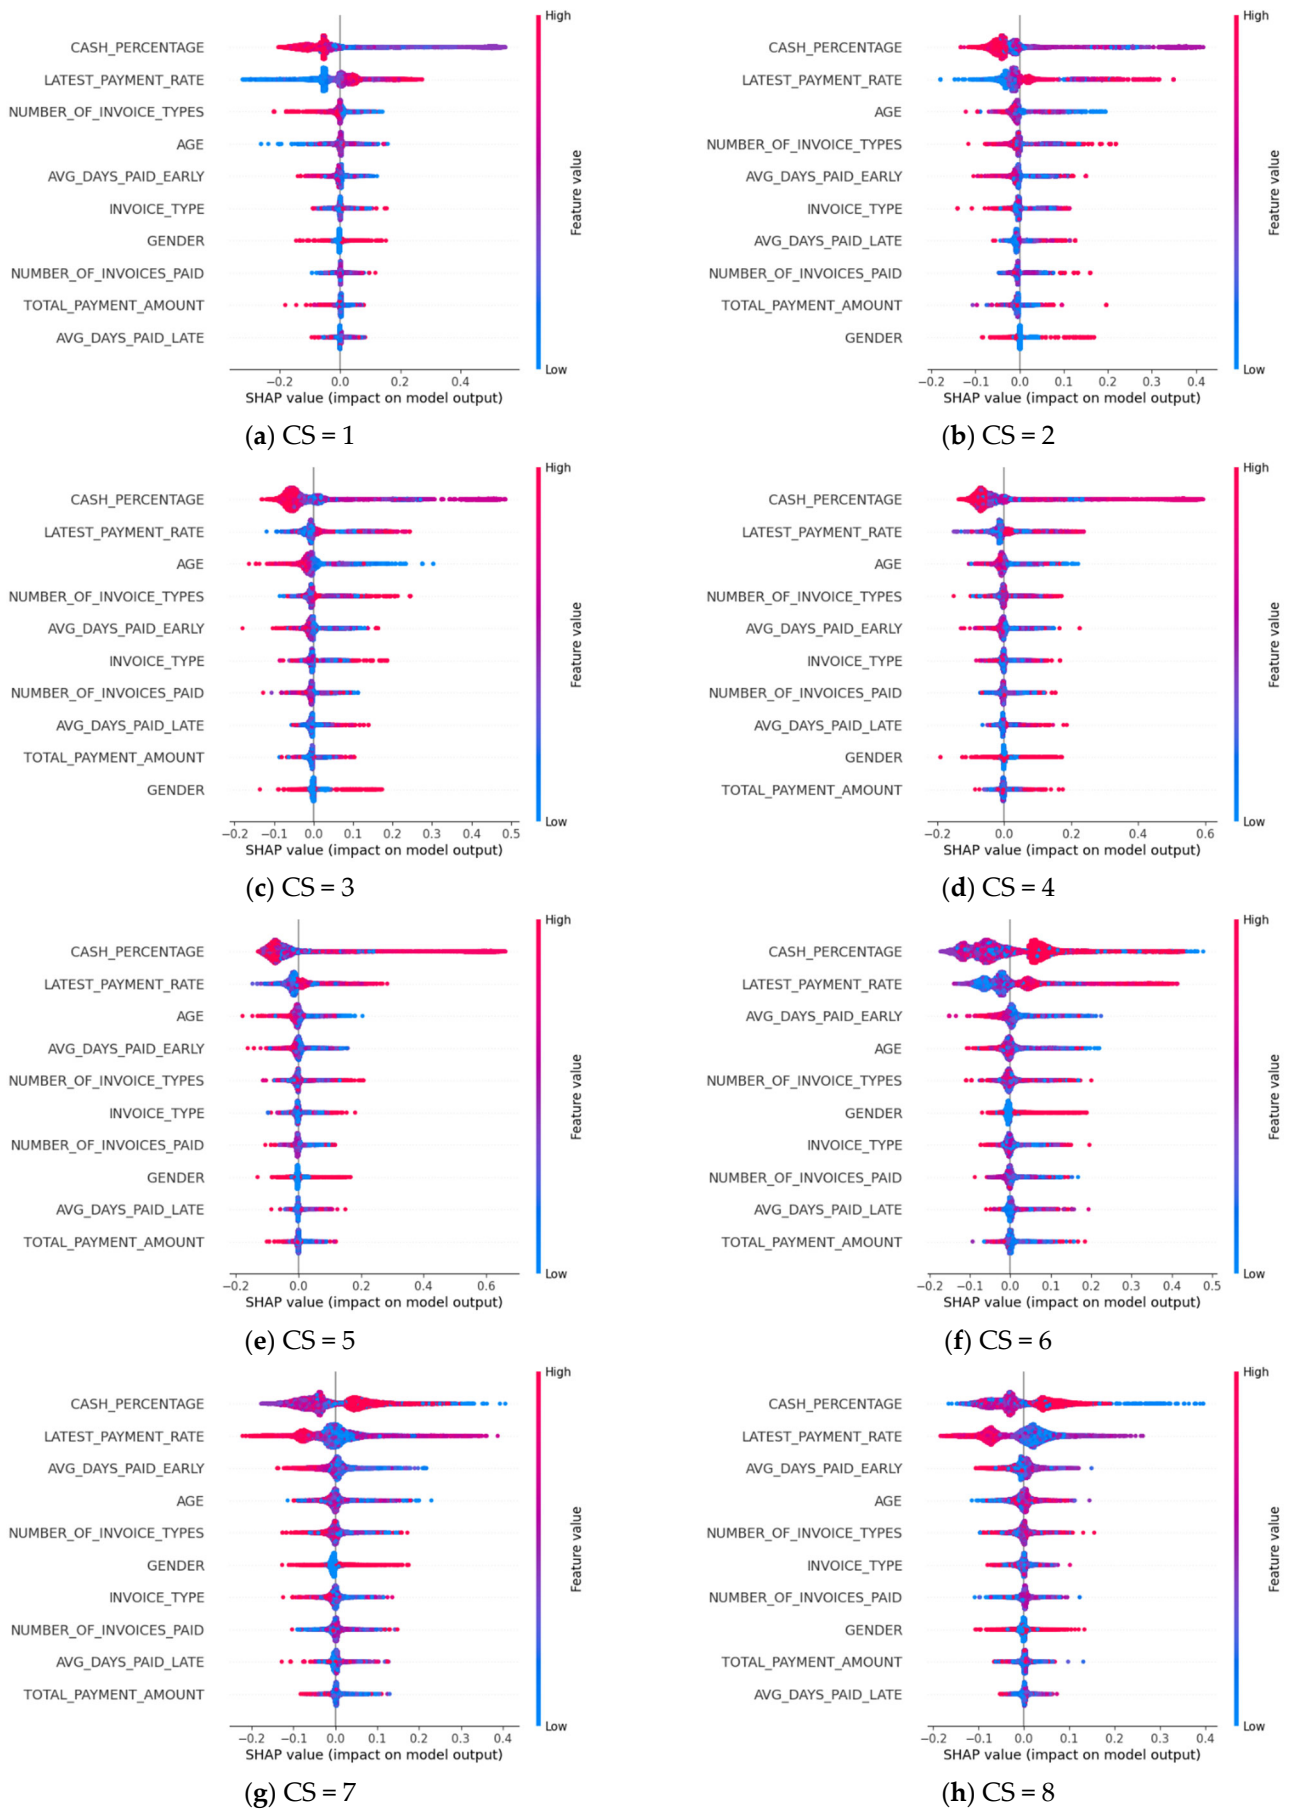 High
CASH_PERCENTAGE
LATEST_PAYMENT_RATE
NUMBER_OF_INVOICE_TYPES
AGE
AVG_DAYS_PAID_EARLY
INVOICE_TYPE
GENDER
NUMBER_OF_INVOICES_PAID
TOTAL_PAYMENT_AMOUNT
AVG_DAYS_PAID_LATE
Feature value
Low
−0.2 0.0 0.2 0.4
SHAP value (impact on model output)
(a) CS = 1
High
CASH_PERCENTAGE
LATEST_PAYMENT_RATE
AGE
NUMBER_OF_INVOICE_TYPES
AVG_DAYS_PAID_EARLY
INVOICE_TYPE
AVG_DAYS_PAID_LATE
NUMBER_OF_INVOICES_PAID
TOTAL_PAYMENT_AMOUNT
GENDER
Feature value
Low
−0.2 −0.1 0.0 0.1 0.2 0.3 0.4
SHAP value (impact on model output)
(b) CS = 2
High
CASH_PERCENTAGE
LATEST_PAYMENT_RATE
AGE
NUMBER_OF_INVOICE_TYPES
AVG_DAYS_PAID_EARLY
INVOICE_TYPE
NUMBER_OF_INVOICES_PAID
AVG_DAYS_PAID_LATE
TOTAL_PAYMENT_AMOUNT
GENDER
Feature value
Low
−0.2 −0.1 0.0 0.1 0.2 0.3 0.4 0.5
SHAP value (impact on model output)
(c) CS = 3
High
CASH_PERCENTAGE
LATEST_PAYMENT_RATE
AGE
NUMBER_OF_INVOICE_TYPES
AVG_DAYS_PAID_EARLY
INVOICE_TYPE
NUMBER_OF_INVOICES_PAID
AVG_DAYS_PAID_LATE
GENDER
TOTAL_PAYMENT_AMOUNT
Feature value
Low
−0.2 0.0 0.2 0.4 0.6
SHAP value (impact on model output)
(d) CS = 4
High
CASH_PERCENTAGE
LATEST_PAYMENT_RATE
AGE
AVG_DAYS_PAID_EARLY
NUMBER_OF_INVOICE_TYPES
INVOICE_TYPE
NUMBER_OF_INVOICES_PAID
GENDER
AVG_DAYS_PAID_LATE
TOTAL_PAYMENT_AMOUNT
Feature value
Low
−0.2 0.0 0.2 0.4 0.6
SHAP value (impact on model output)
(e) CS = 5
High
CASH_PERCENTAGE
LATEST_PAYMENT_RATE
AVG_DAYS_PAID_EARLY
AGE
NUMBER_OF_INVOICE_TYPES
GENDER
INVOICE_TYPE
NUMBER_OF_INVOICES_PAID
AVG_DAYS_PAID_LATE
TOTAL_PAYMENT_AMOUNT
Feature value
Low
−0.2 −0.1 0.0 0.1 0.2 0.3 0.4 0.5
SHAP value (impact on model output)
(f) CS = 6
High
CASH_PERCENTAGE
LATEST_PAYMENT_RATE
AVG_DAYS_PAID_EARLY
AGE
NUMBER_OF_INVOICE_TYPES
GENDER
INVOICE_TYPE
NUMBER_OF_INVOICES_PAID
AVG_DAYS_PAID_LATE
TOTAL_PAYMENT_AMOUNT
Feature value
Low
−0.2 −0.1 0.0 0.1 0.2 0.3 0.4
SHAP value (impact on model output)
(g) CS = 7
High
CASH_PERCENTAGE
LATEST_PAYMENT_RATE
AVG_DAYS_PAID_EARLY
AGE
NUMBER_OF_INVOICE_TYPES
INVOICE_TYPE
NUMBER_OF_INVOICES_PAID
GENDER
TOTAL_PAYMENT_AMOUNT
AVG_DAYS_PAID_LATE
Feature value
Low
−0.2 −0.1 0.0 0.1 0.2 0.3 0.4
SHAP value (impact on model output)
(h) CS = 8